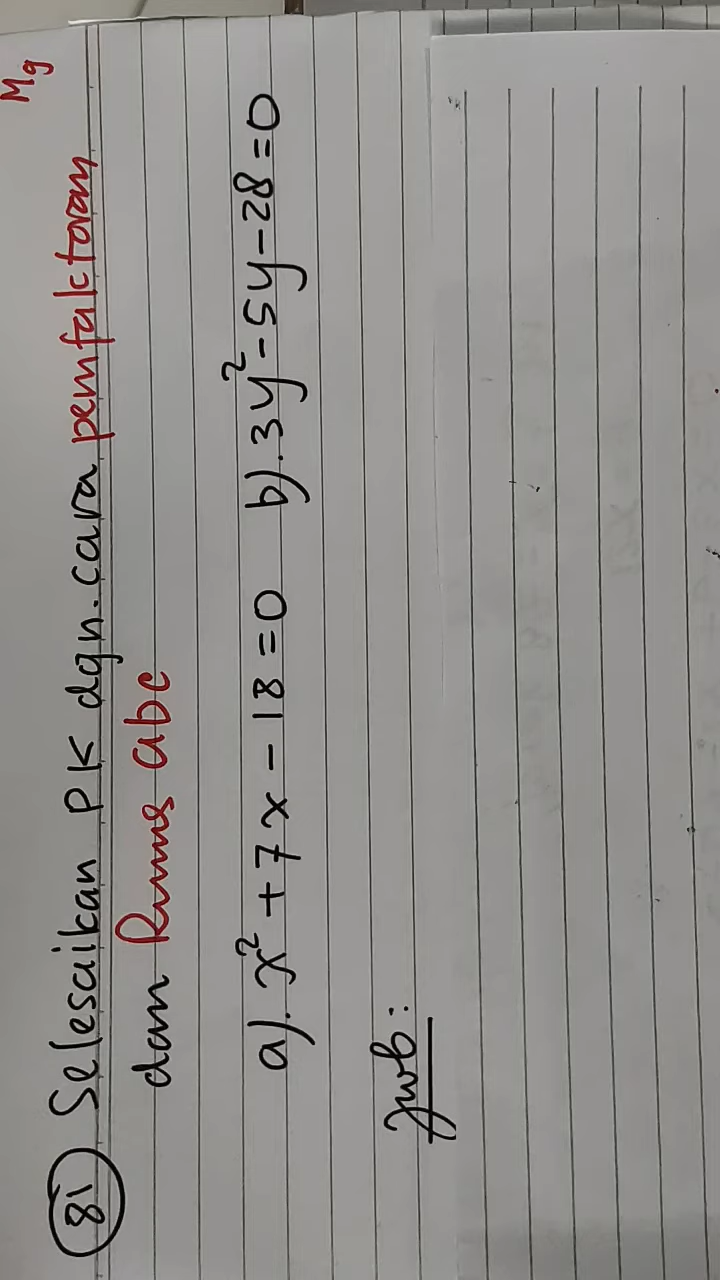 Mg
81 Selesaikan PK dgn. cara pemfaktoran
dan Rumus abc
a). x² + 7x - 18 = 0 b). 3y² - 5y - 28 = 0
Jwb: